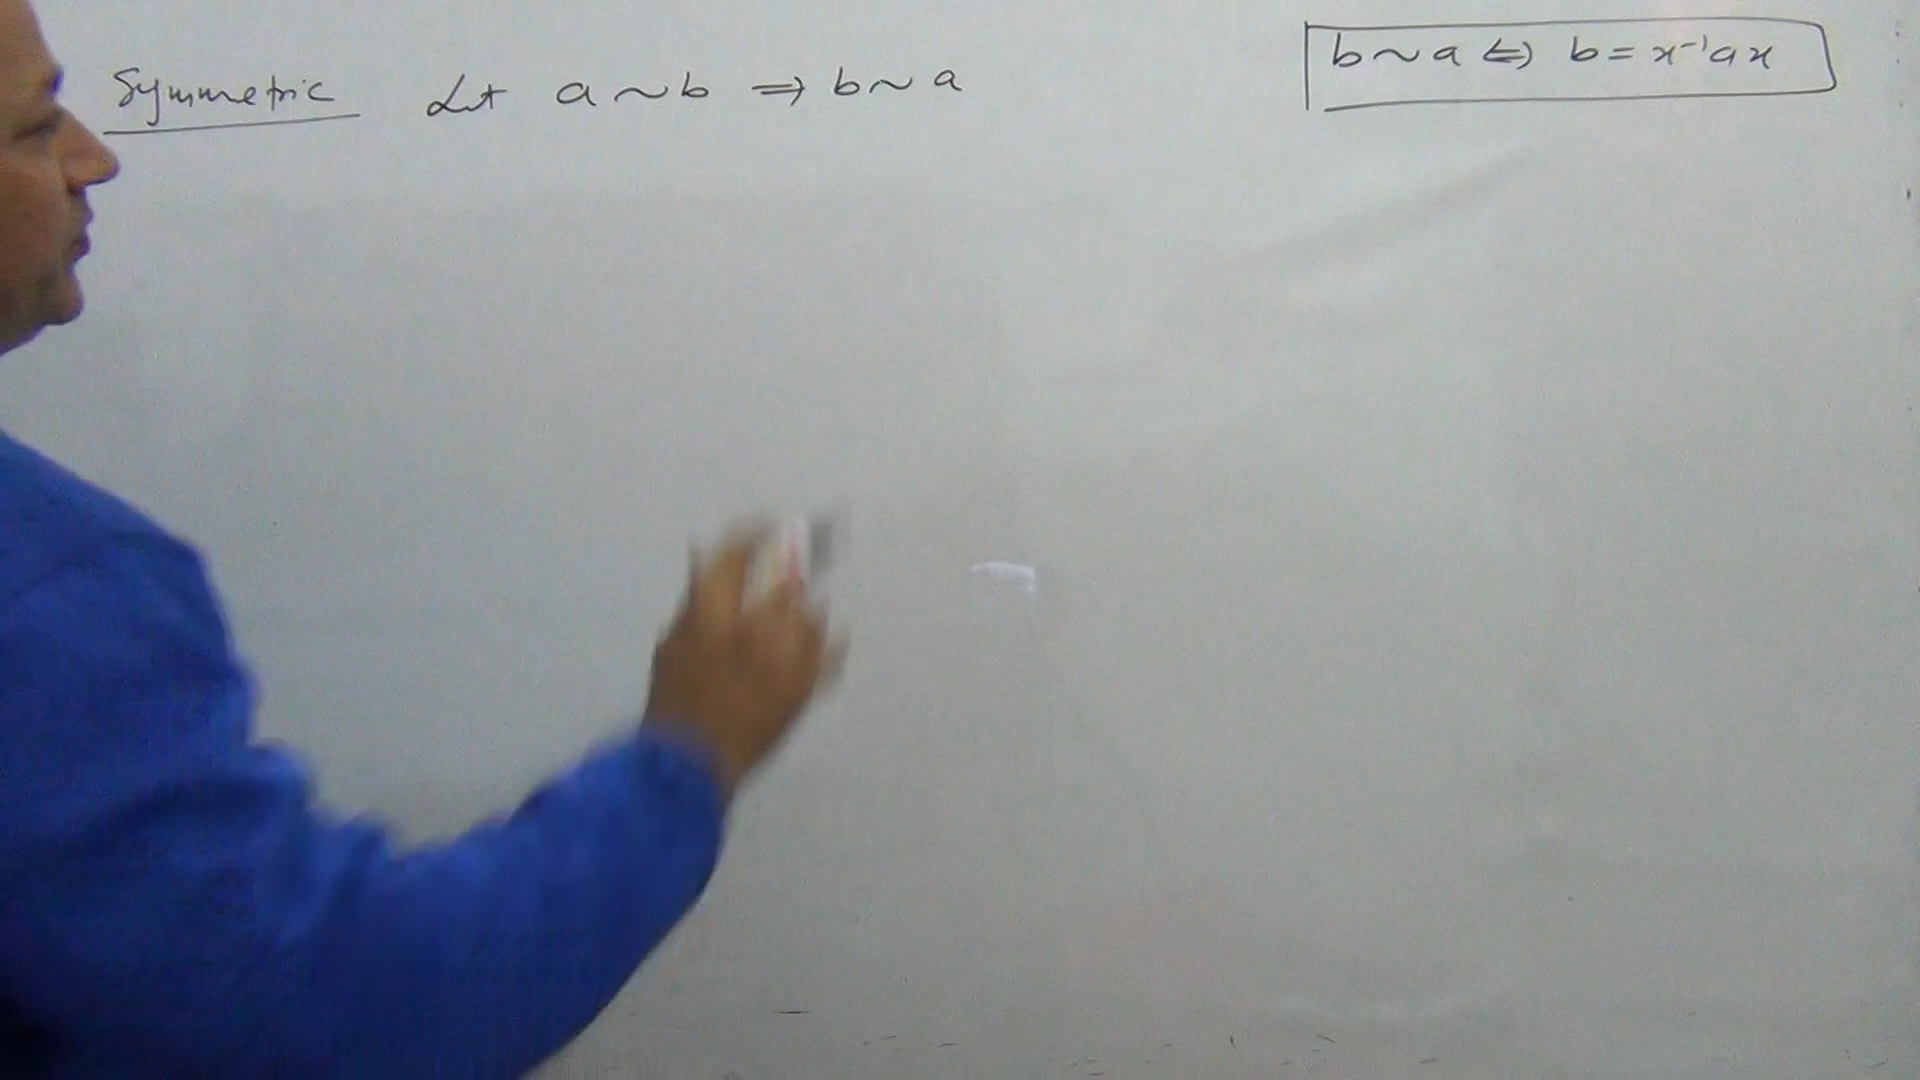 Symmetric Let a ~ b ⇒ b ~ a
b ~ a ⇔ b = x⁻¹ax